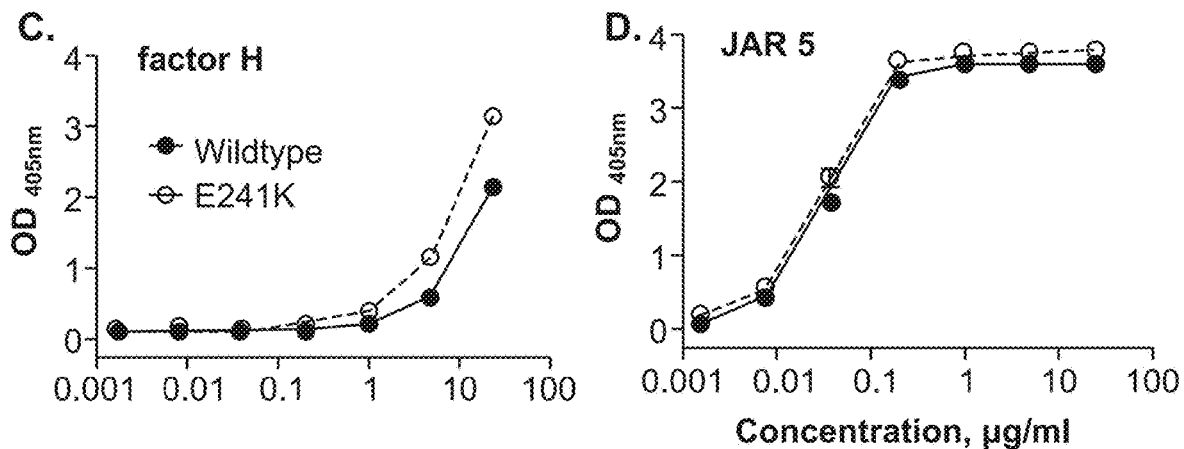 C.
factor H
OD 405nm
4
3
2
1
0
Wildtype
E241K
0.001 0.01 0.1 1 10 100
D.
JAR 5
OD 405nm
4
3
2
1
0
0.001 0.01 0.1 1 10 100
Concentration, µg/ml